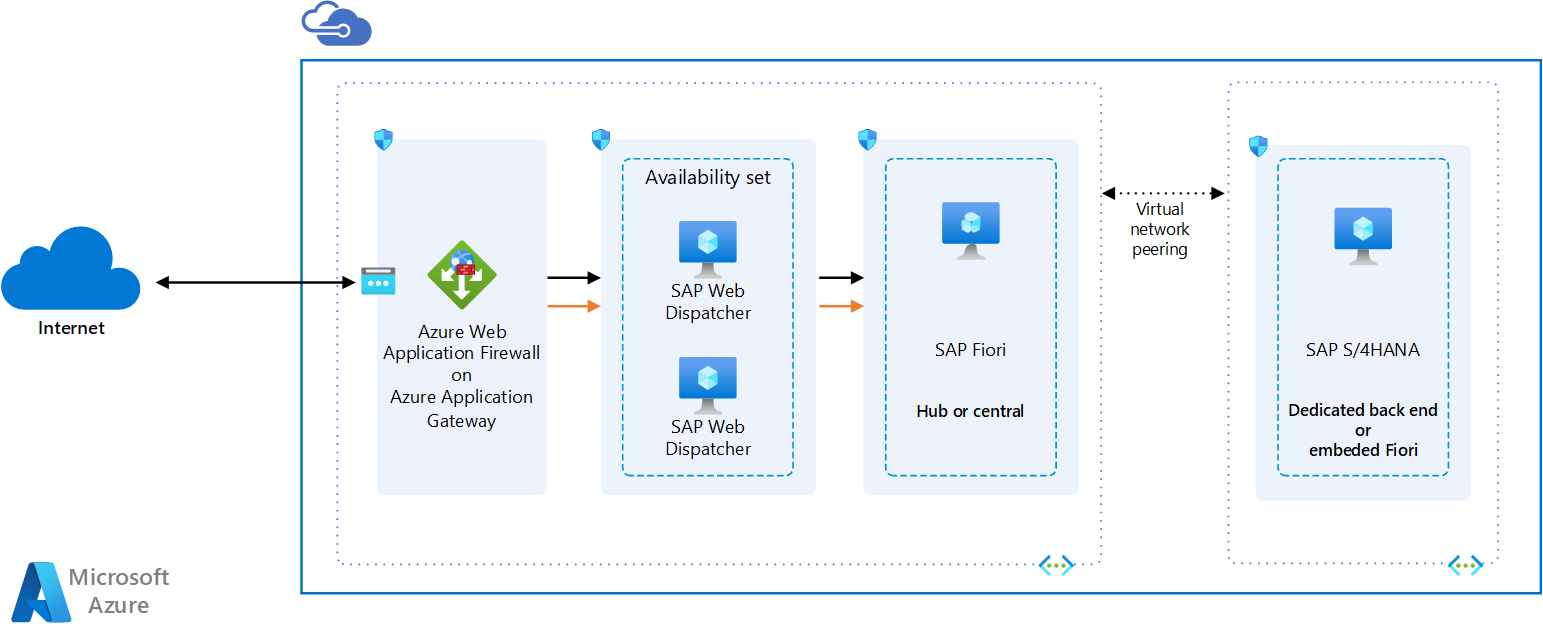 Internet
Azure Web
Application Firewall
on
Azure Application
Gateway
Availability set
SAP Web
Dispatcher
SAP Web
Dispatcher
SAP Fiori
Hub or central
Virtual
network
peering
SAP S/4HANA
Dedicated back end
or
embeded Fiori
Microsoft
Azure